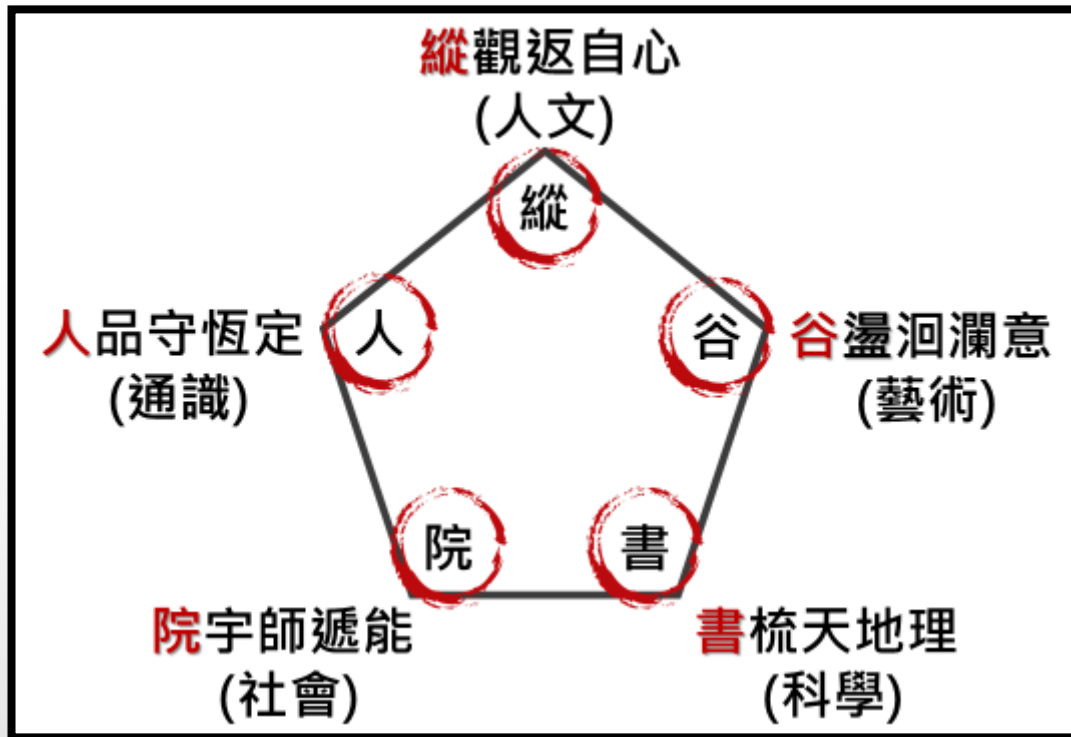 縱觀返自心
(人文)
縱
人品守恆定
(通識)
人
谷
谷盪洄瀾意
(藝術)
院
書
院宇師遞能
(社會)
書梳天地理
(科學)